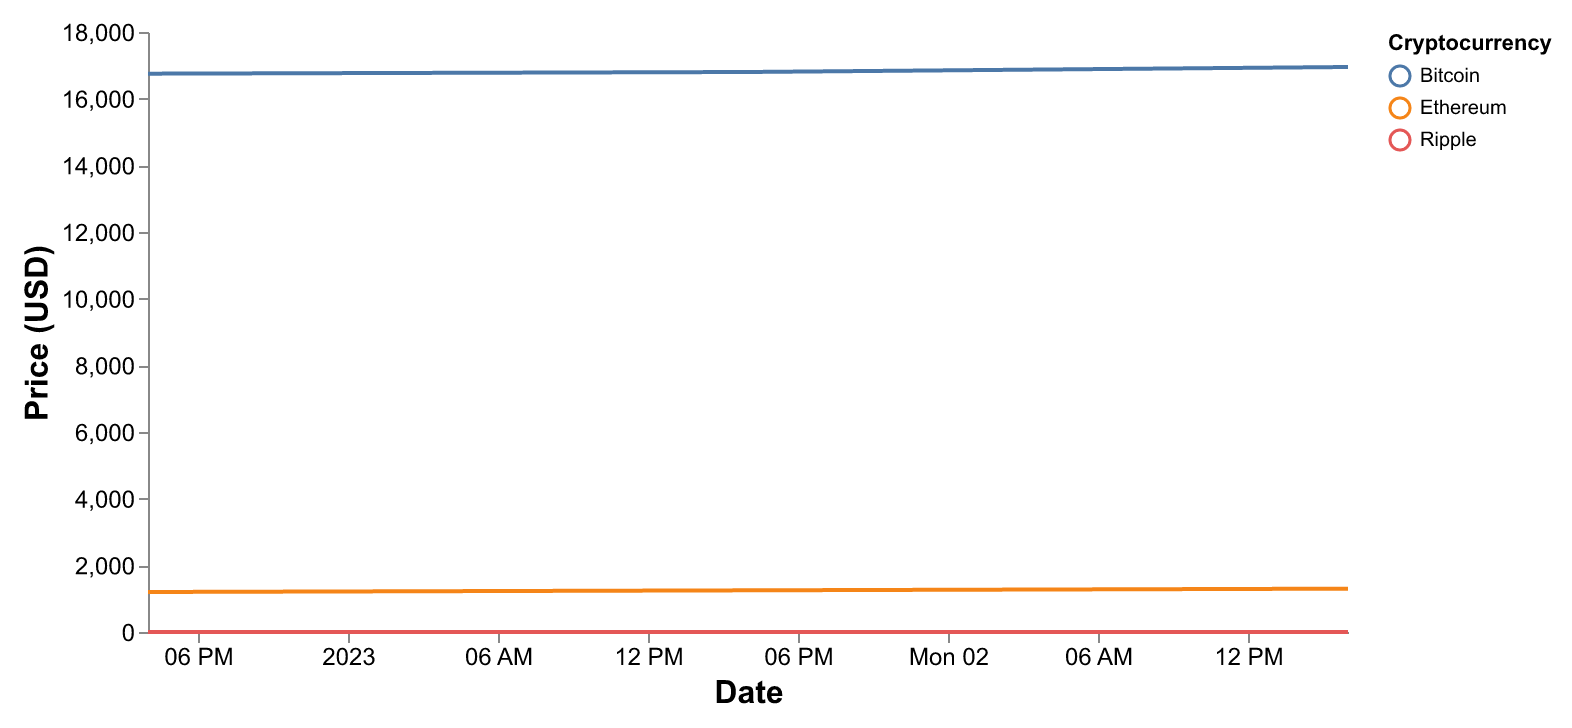 18,000
16,000
14,000
12,000
10,000
8,000
6,000
4,000
2,000
0
Price (USD)
06 PM 2023 06 AM 12 PM 06 PM Mon 02 06 AM 12 PM
Date
Cryptocurrency
Bitcoin
Ethereum
Ripple